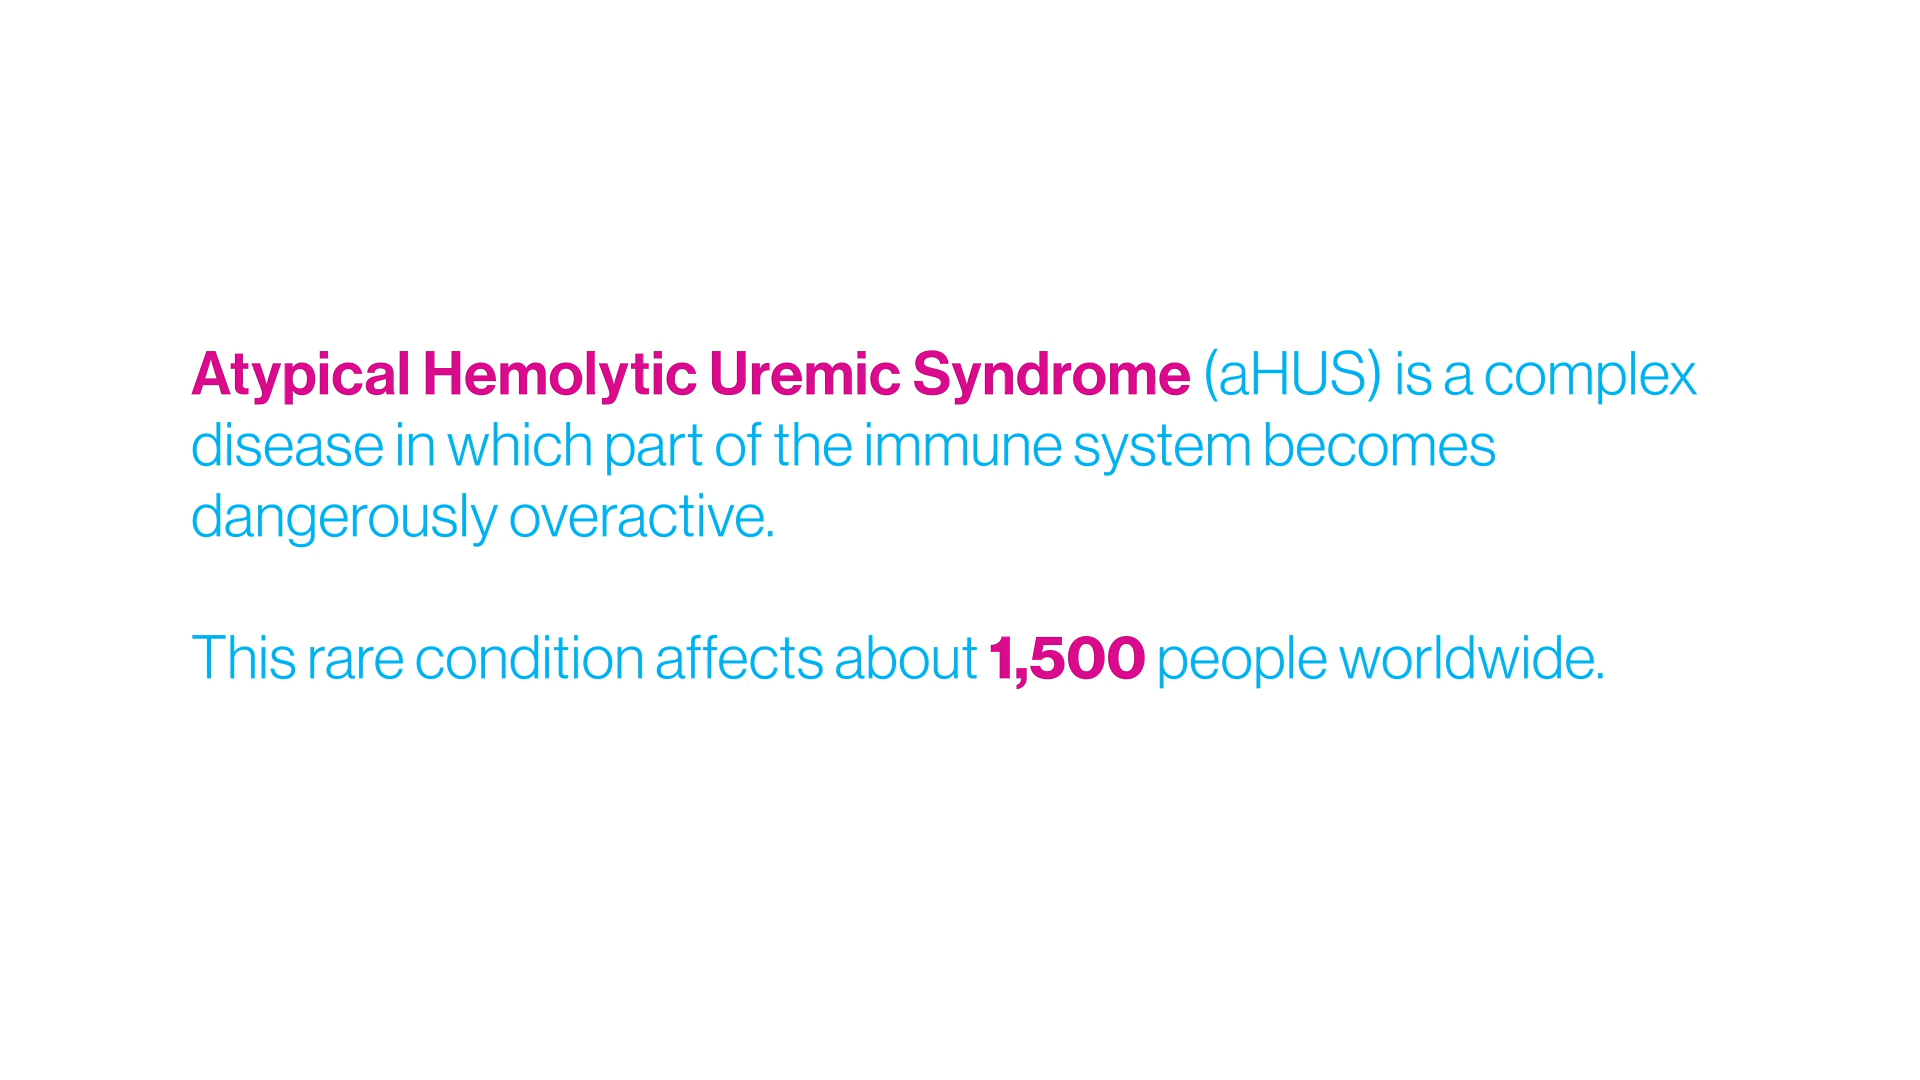 Atypical Hemolytic Uremic Syndrome (aHUS) is a complex
disease in which part of the immune system becomes
dangerously overactive.
This rare condition affects about 1,500 people worldwide.